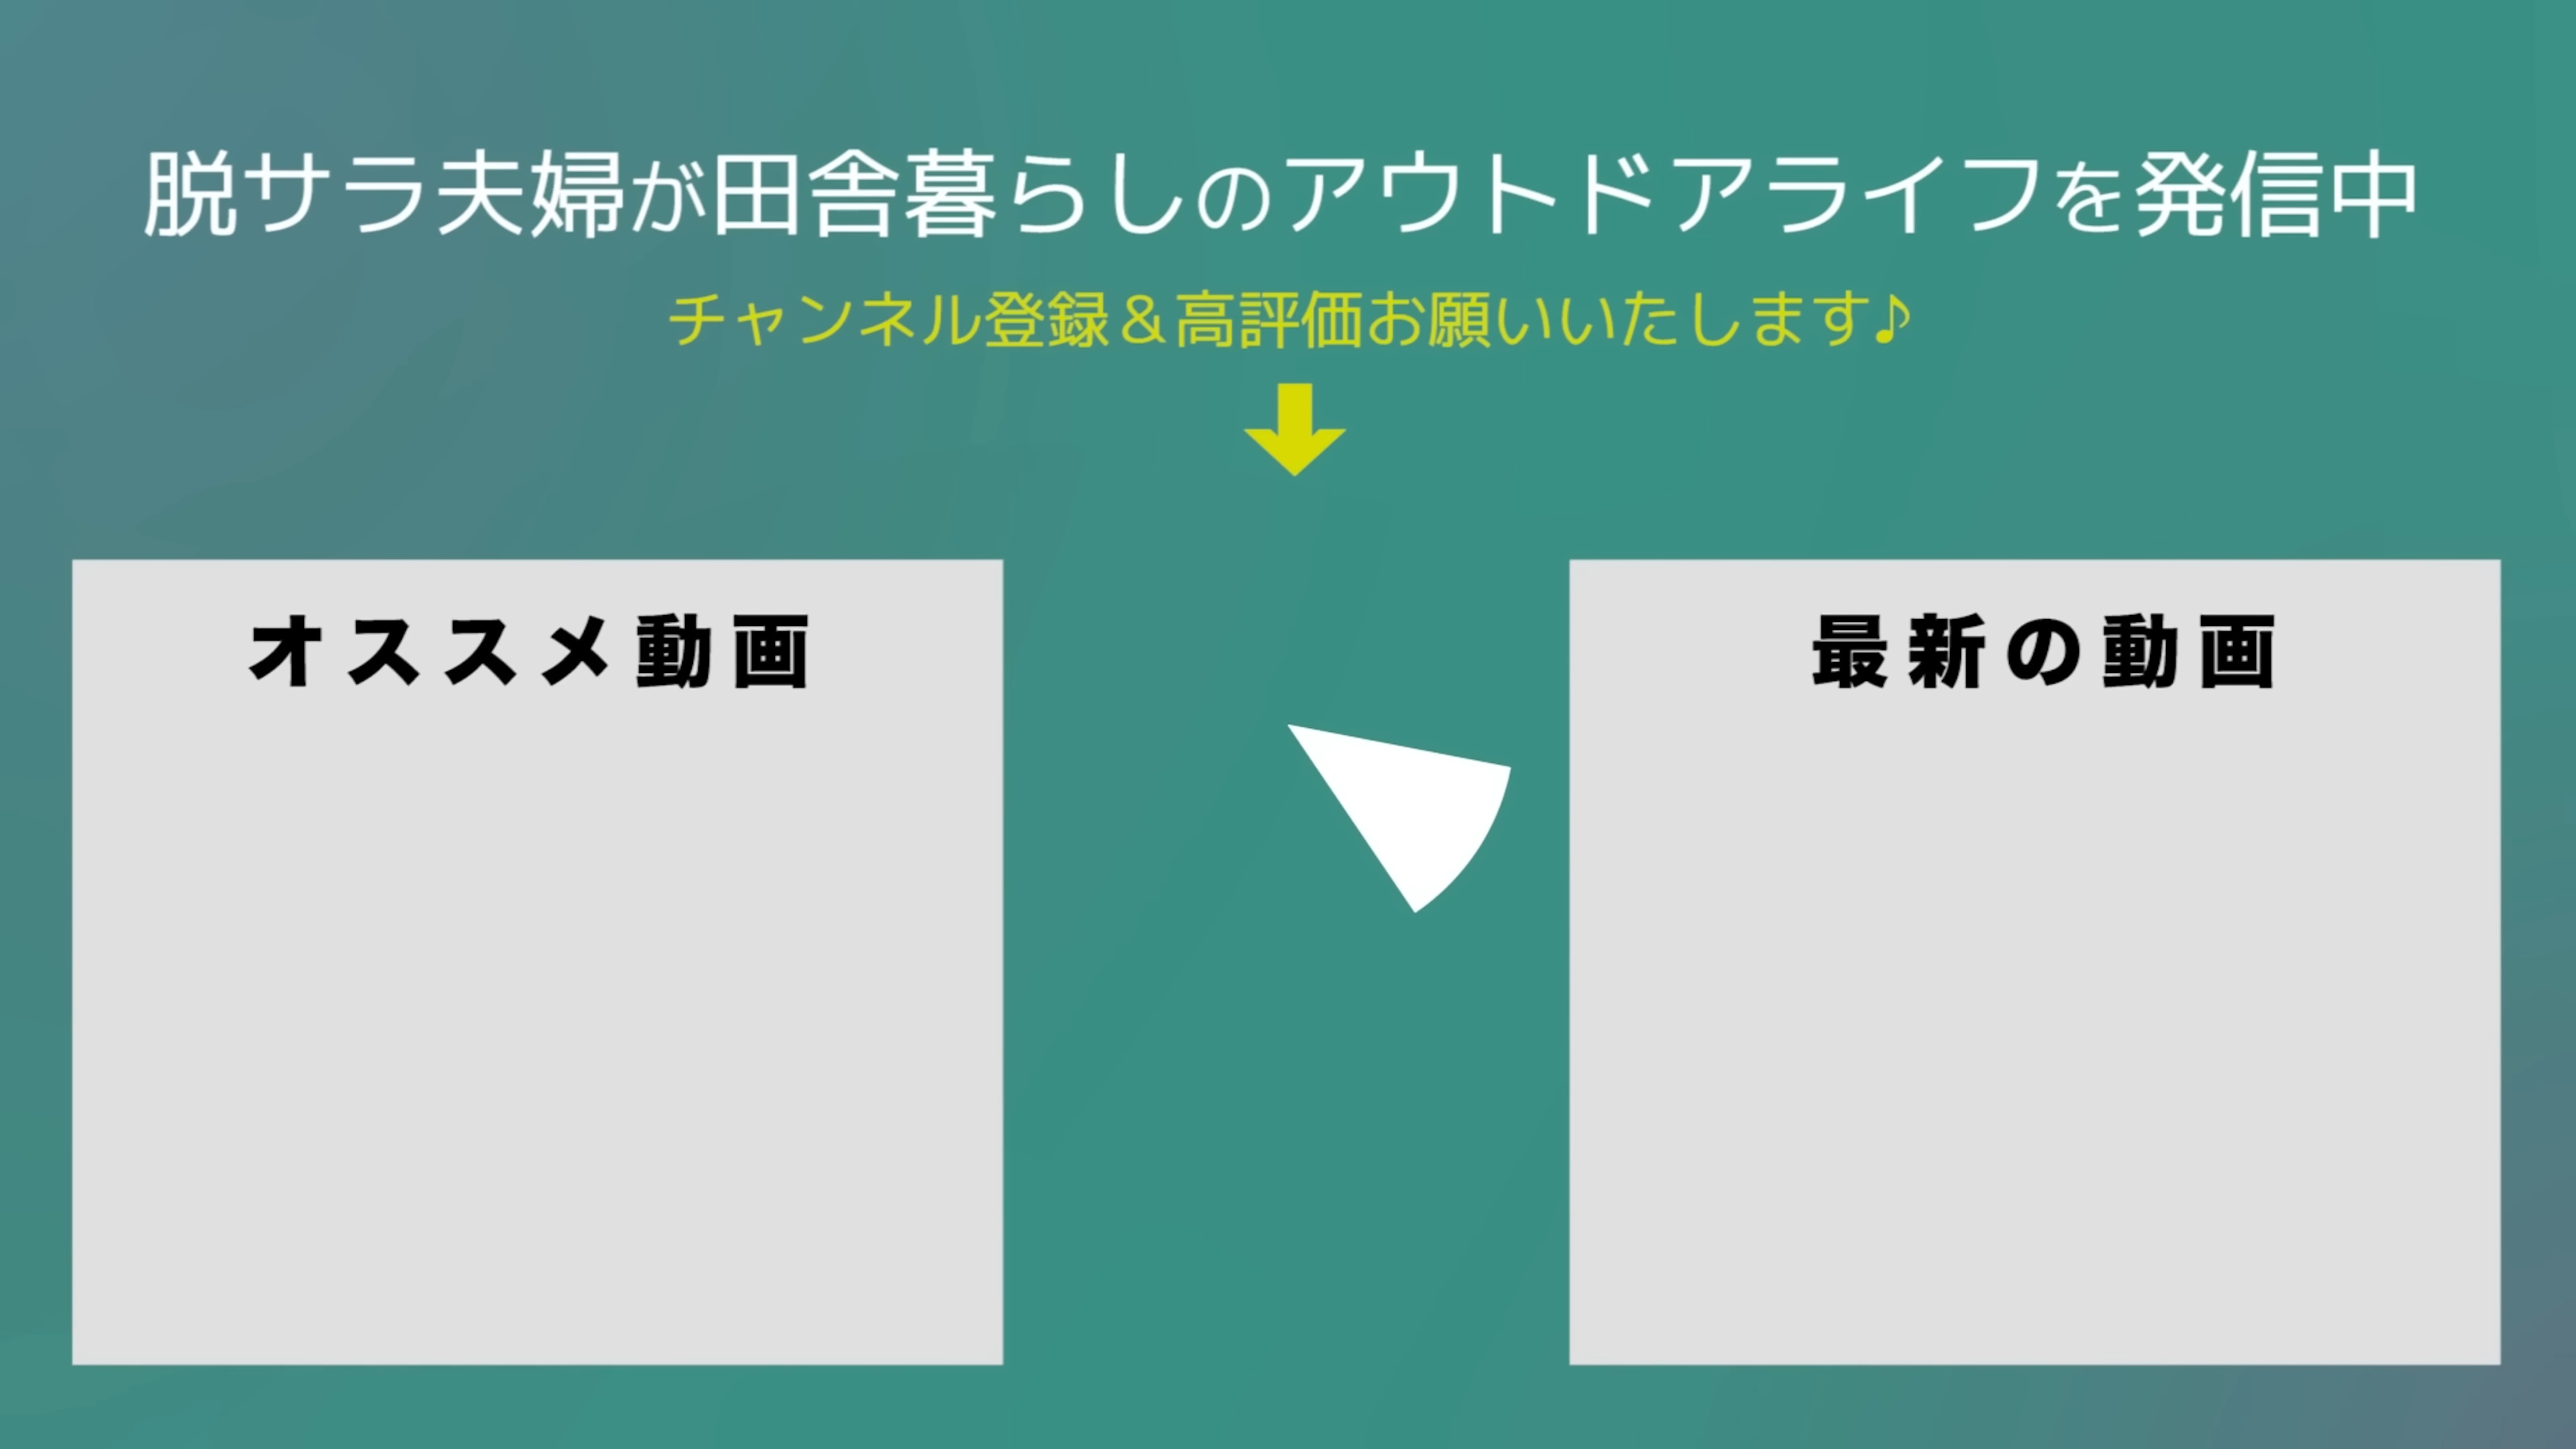 脱サラ夫婦が田舎暮らしのアウトドアライフを発信中
チャンネル登録＆高評価お願いいたします♪
オススメ動画
最新の動画